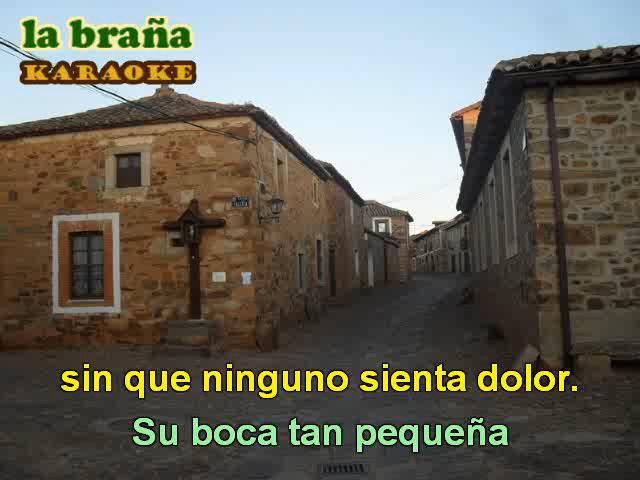 la braña
KARAOKE
sin que ninguno sienta dolor.
Su boca tan pequeña